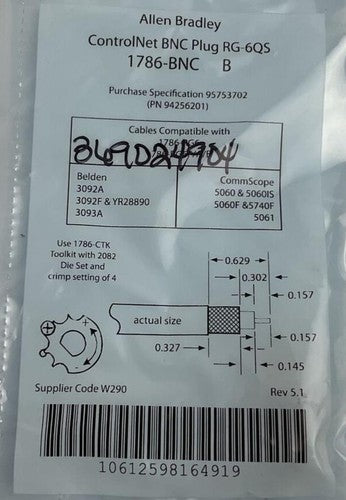 Allen Bradley
ControlNet BNC Plug RG-6QS
1786-BNC B
Purchase Specification 95753702
(PN 94256201)
Cables Compatible with
369D24904
Belden
3092A
3092F & YR28890
3093A
CommScope
5060 & 5060IS
5060F &5740F
5061
Use 1786-CTK
Toolkit with 2082
Die Set and
crimp setting of 4
0.629
0.302
0.157
actual size
0.157
0.327
0.145
Supplier Code W290
Rev 5.1
10612598164919